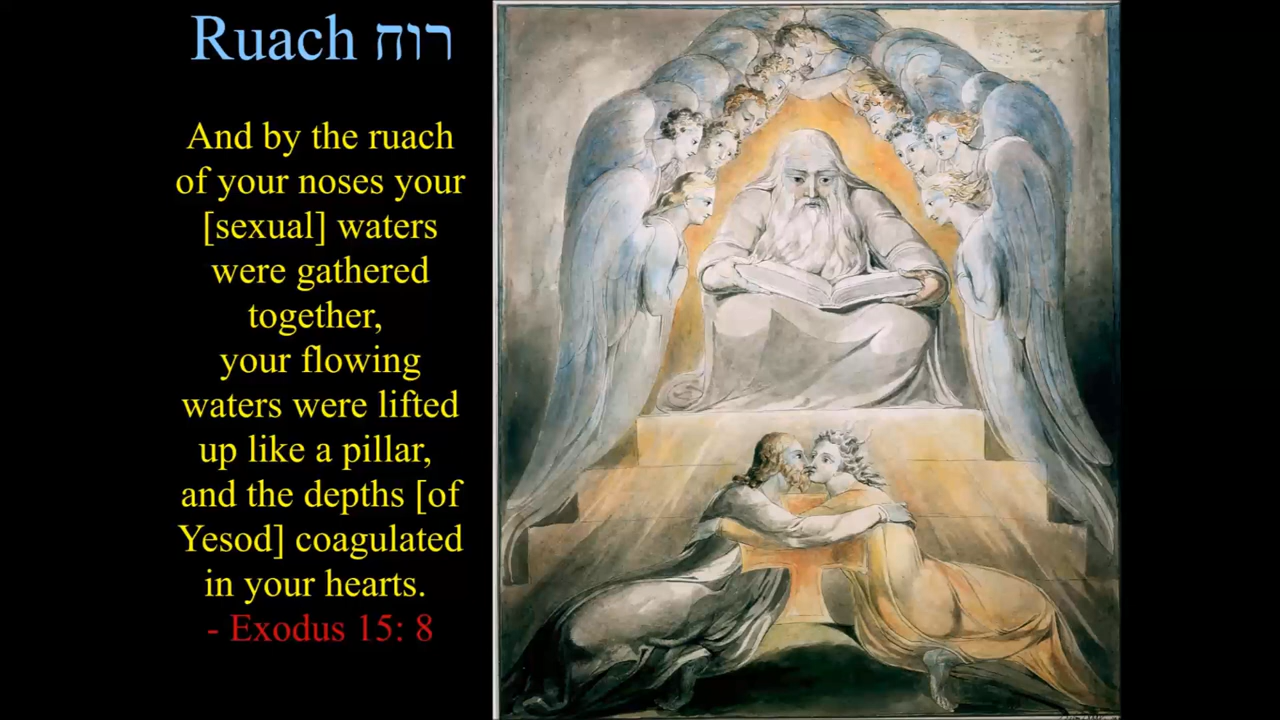 Ruach רוח
And by the ruach
of your noses your
[sexual] waters
were gathered
together,
your flowing
waters were lifted
up like a pillar,
and the depths [of
Yesod] coagulated
in your hearts.
- Exodus 15: 8